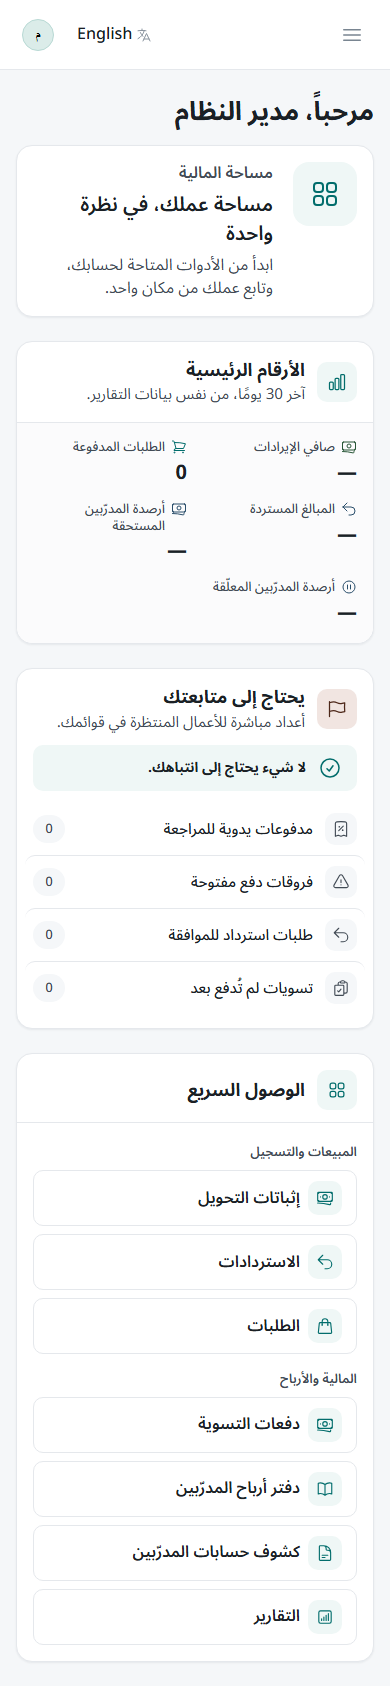 م
English
مرحباً، مدير النظام
مساحة المالية
مساحة عملك، في نظرة
واحدة
ابدأ من الأدوات المتاحة لحسابك،
وتابع عملك من مكان واحد.
الأرقام الرئيسية
آخر 30 يومًا، من نفس بيانات التقارير.
صافي الإيرادات
—
الطلبات المدفوعة
0
المبالغ المستردة
—
أرصدة المدرّبين
المستحقة
—
أرصدة المدرّبين المعلّقة
—
يحتاج إلى متابعتك
أعداد مباشرة للأعمال المنتظرة في قوائمك.
لا شيء يحتاج إلى انتباهك.
مدفوعات يدوية للمراجعة
0
فروقات دفع مفتوحة
0
طلبات استرداد للموافقة
0
تسويات لم تُدفع بعد
0
الوصول السريع
المبيعات والتسجيل
إثباتات التحويل
الاستردادات
الطلبات
المالية والأرباح
دفعات التسوية
دفتر أرباح المدرّبين
كشوف حسابات المدرّبين
التقارير